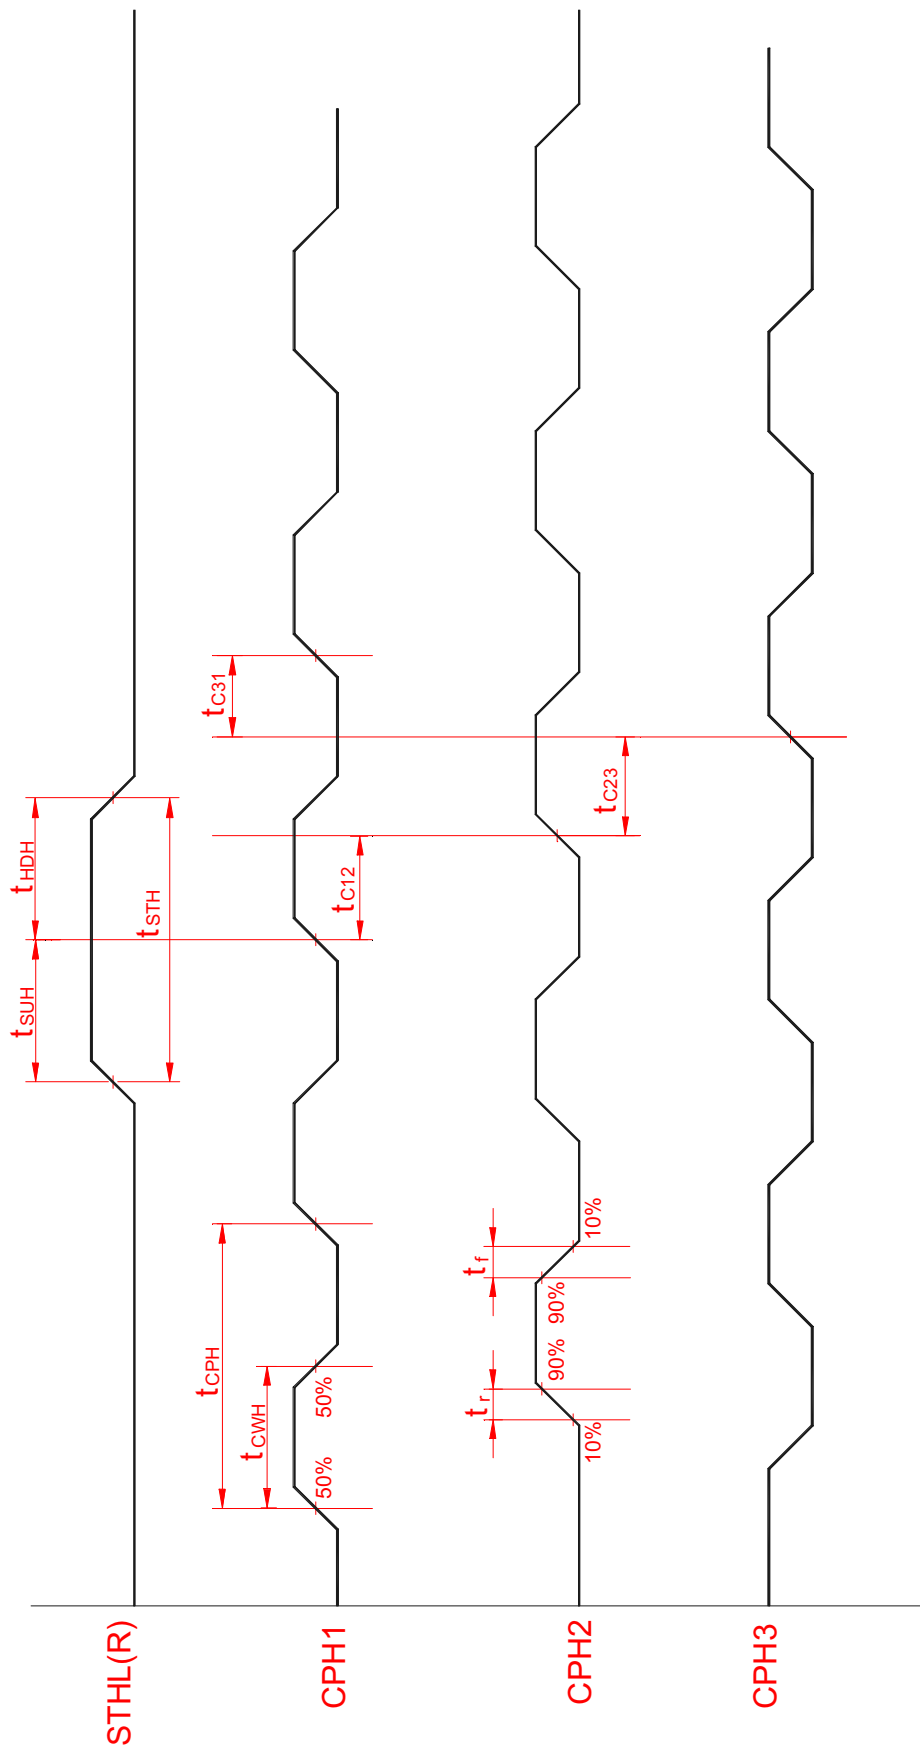 STHL(R)
tSUH
tHDH
tSTH
CPH1
tCPH
tCWH
50%
50%
tC12
tC31
CPH2
tr
tf
10%
90%
90%
10%
tC23
CPH3